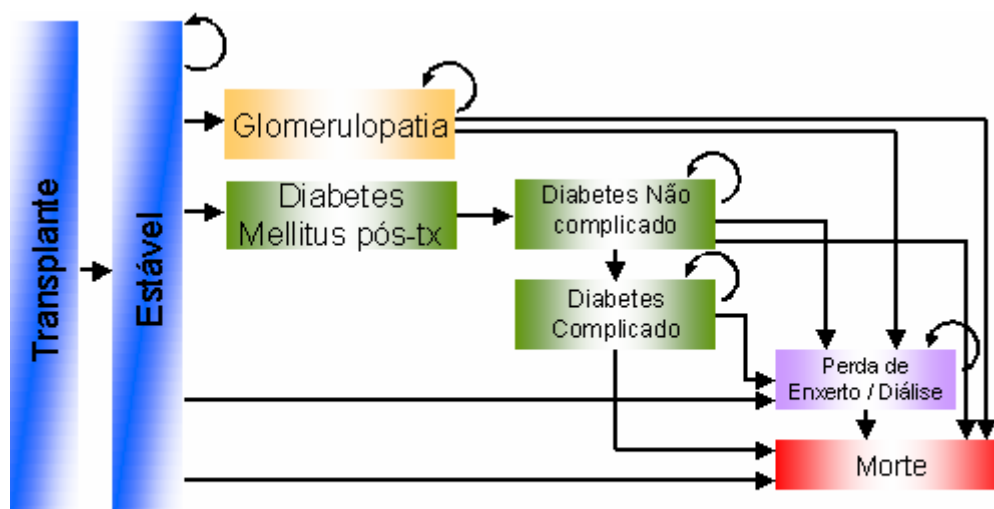 Transplante
Estável
Glomerulopatia
Diabetes
Mellitus pós-tx
Diabetes Não
complicado
Diabetes
Complicado
Perda de
Enxerto / Diálise
Morte